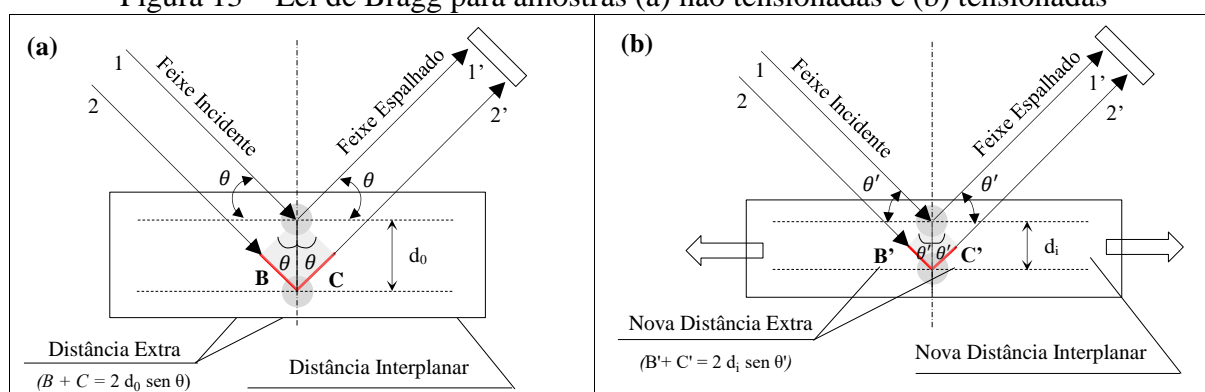 Figura 13 – Lei de Bragg para amostras (a) não tensionadas e (b) tensionadas
(a)
1
2
Feixe Incidente
Feixe Espalhado
1’
2’
θ
θ
θ
θ
B
C
d₀
Distância Extra
(B + C = 2 d₀ sen θ)
Distância Interplanar
(b)
1
2
Feixe Incidente
Feixe Espalhado
1’
2’
θ′
θ′
θ′
θ′
B’
C’
dᵢ
Nova Distância Extra
(B'+ C' = 2 dᵢ sen θ')
Nova Distância Interplanar